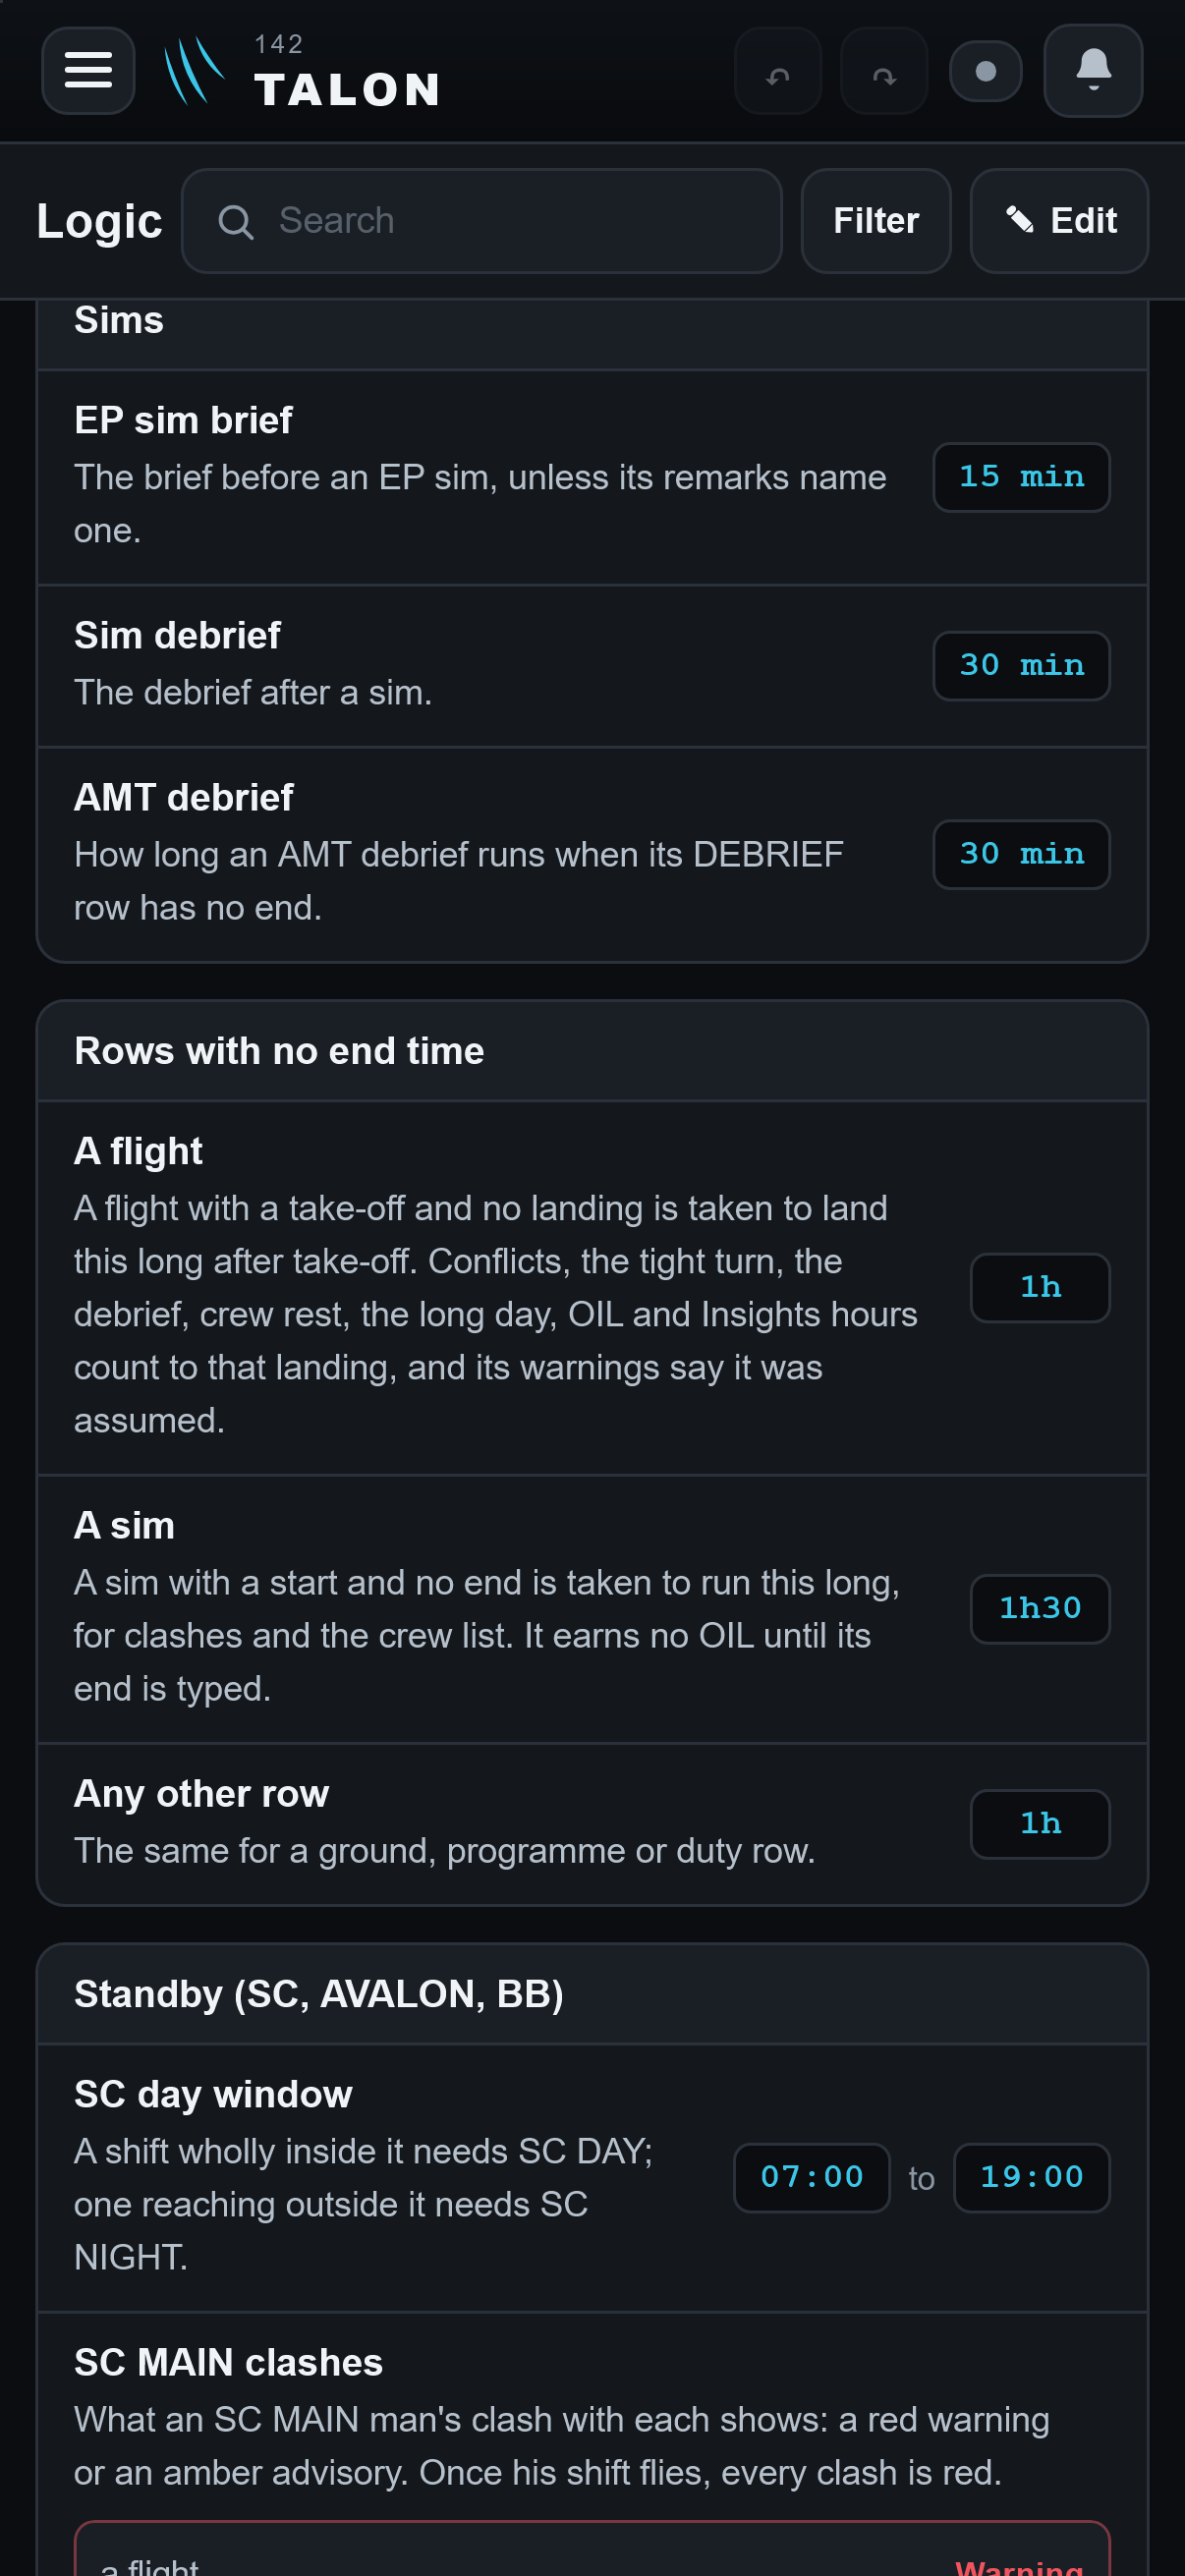 142
TALON
Logic
Search
Filter
Edit
Sims
EP sim brief
The brief before an EP sim, unless its remarks name
one.
15 min
Sim debrief
The debrief after a sim.
30 min
AMT debrief
How long an AMT debrief runs when its DEBRIEF
row has no end.
30 min
Rows with no end time
A flight
A flight with a take-off and no landing is taken to land
this long after take-off. Conflicts, the tight turn, the
debrief, crew rest, the long day, OIL and Insights hours
count to that landing, and its warnings say it was
assumed.
1h
A sim
A sim with a start and no end is taken to run this long,
for clashes and the crew list. It earns no OIL until its
end is typed.
1h30
Any other row
The same for a ground, programme or duty row.
1h
Standby (SC, AVALON, BB)
SC day window
A shift wholly inside it needs SC DAY;
one reaching outside it needs SC
NIGHT.
07:00 to 19:00
SC MAIN clashes
What an SC MAIN man's clash with each shows: a red warning
or an amber advisory. Once his shift flies, every clash is red.
a flight
Warning